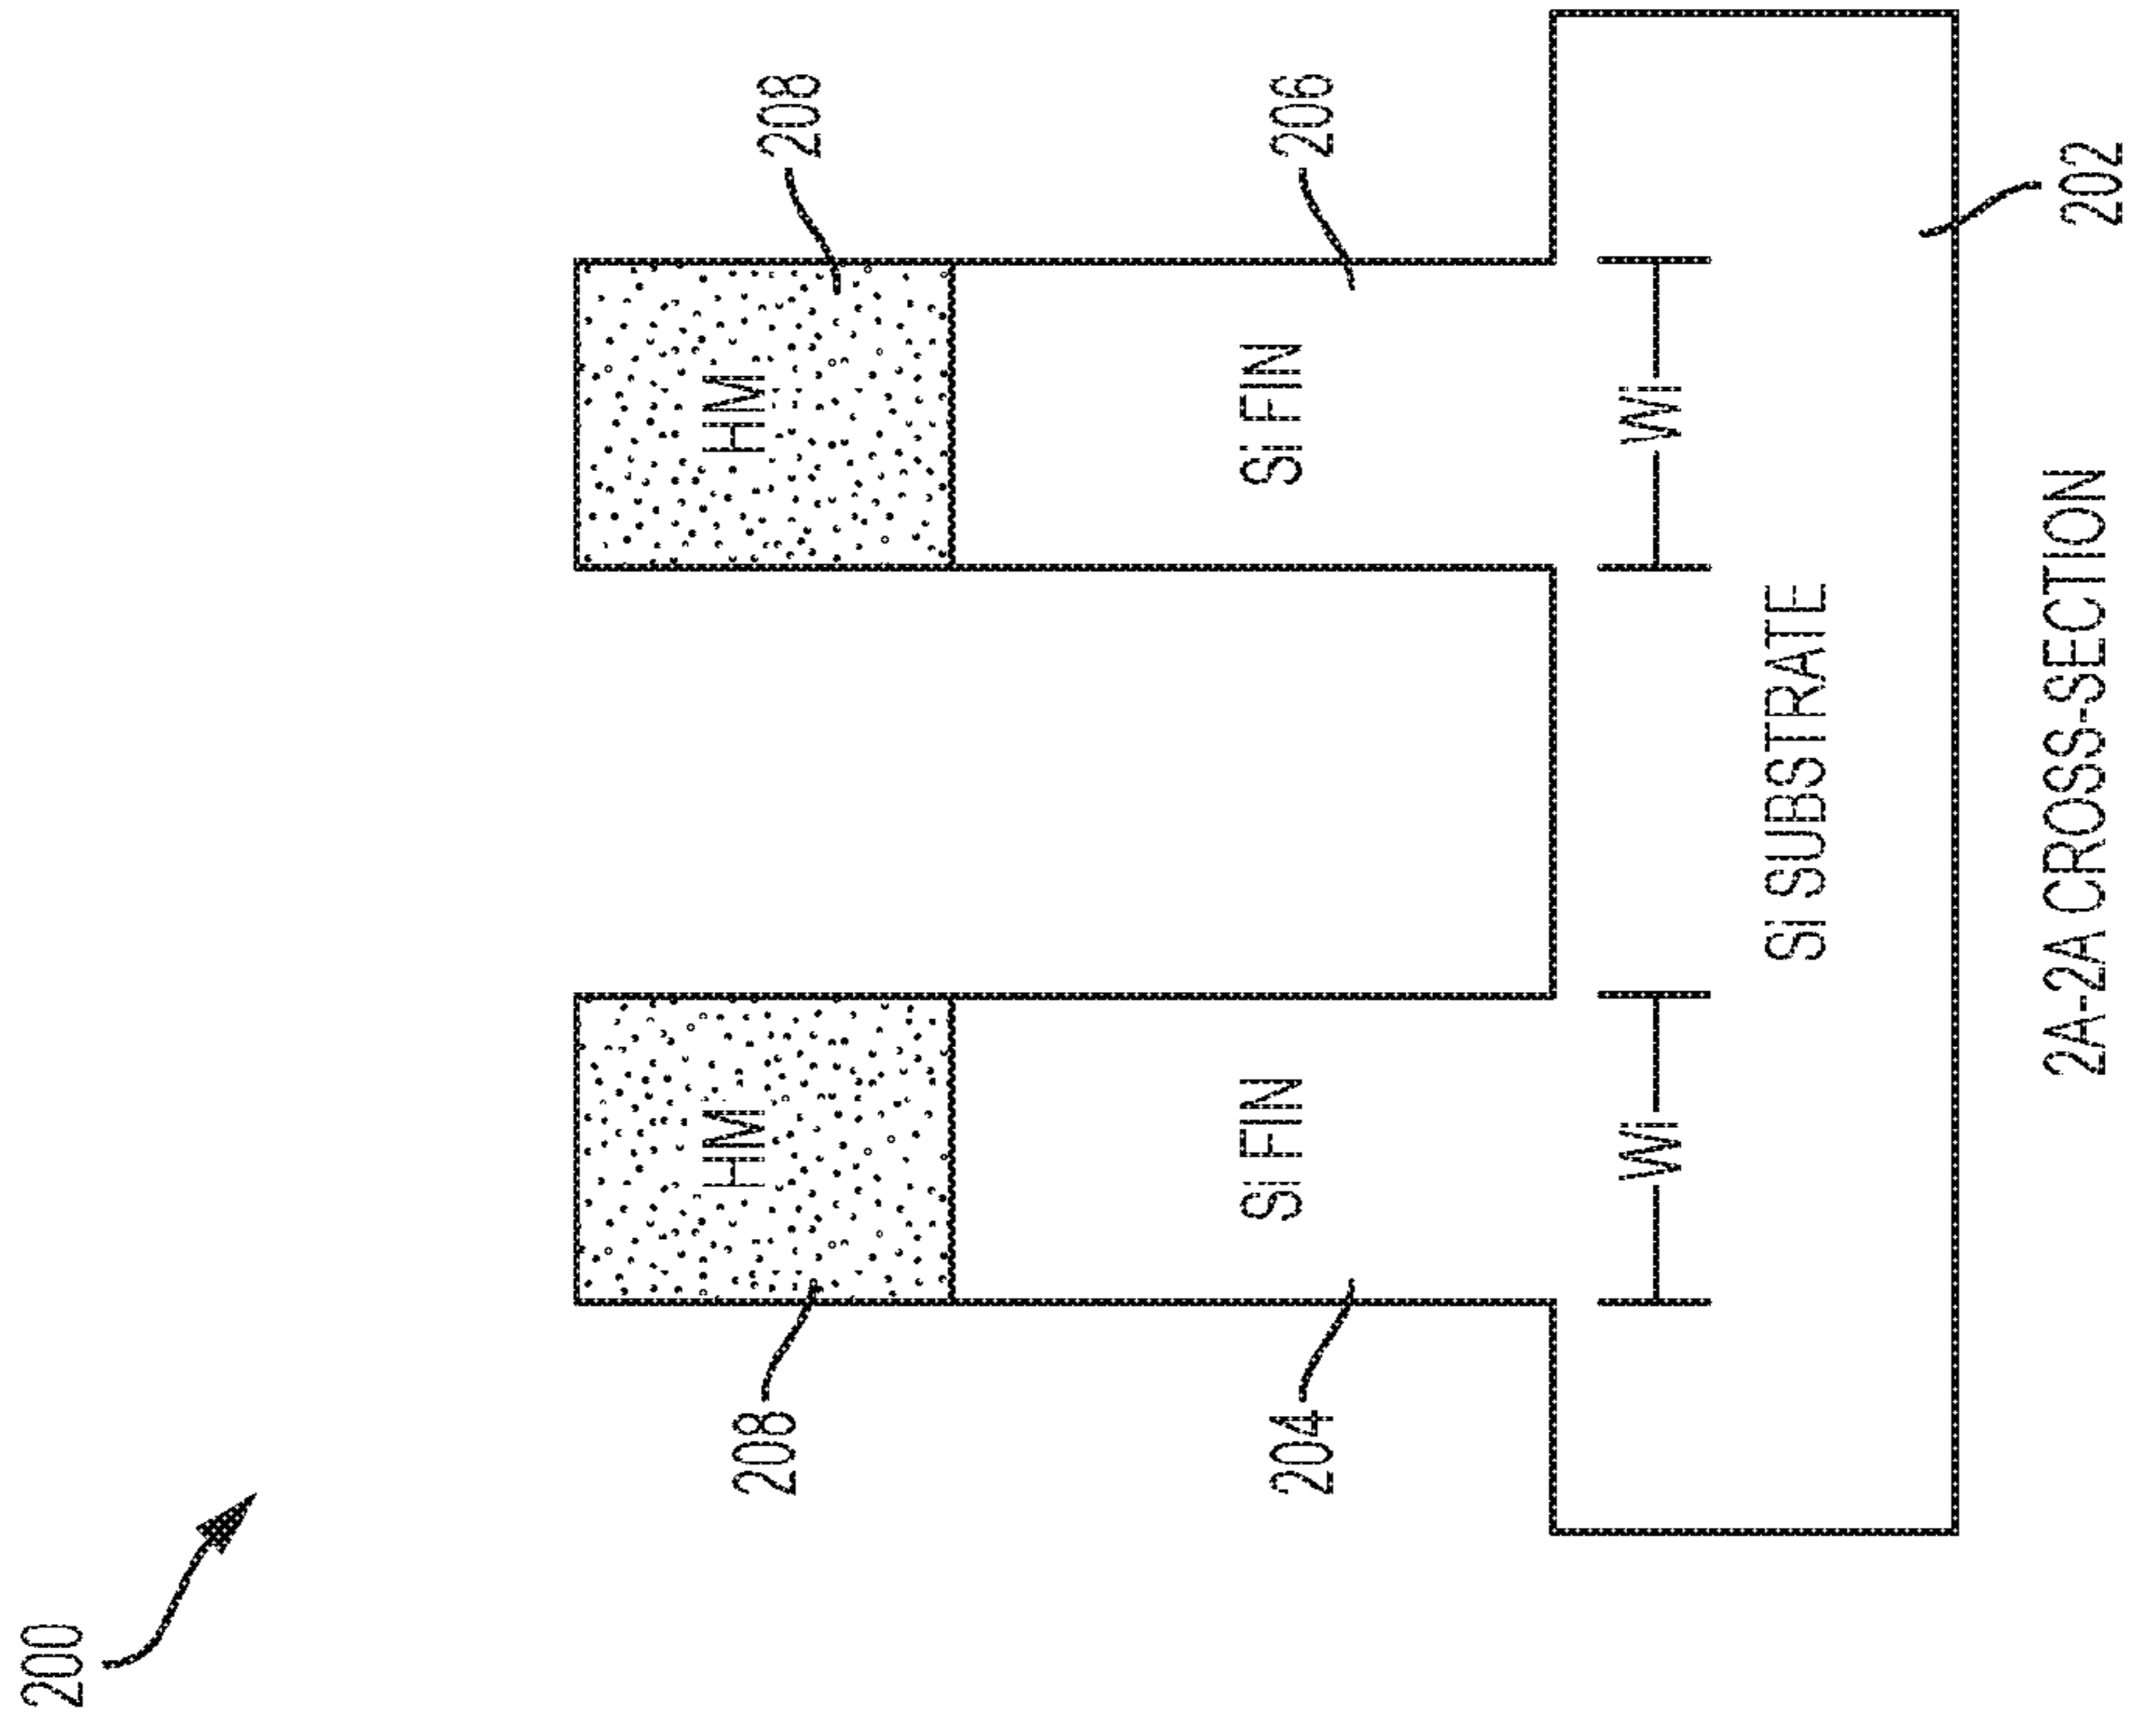 200
208
HM
HM
208
204
Si FIN
Si FIN
206
Wi
Wi
Si SUBSTRATE
202
2A-2A CROSS-SECTION